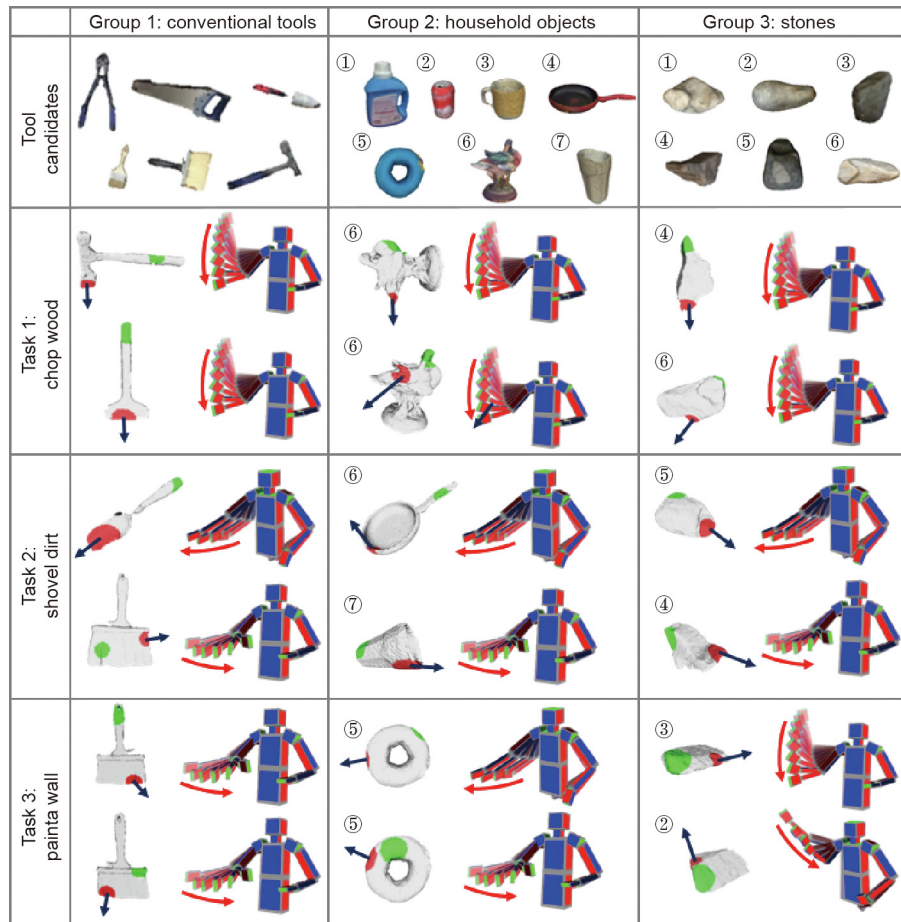 Group 1: conventional tools
Group 2: household objects
Group 3: stones
Tool
candidates
① ② ③ ④
⑤ ⑥ ⑦
① ② ③
④ ⑤ ⑥
Task 1:
chop wood
⑥ ④
⑥ ⑥
Task 2:
shovel dirt
⑥ ⑤
⑦ ④
Task 3:
painta wall
⑤ ③
⑤ ②